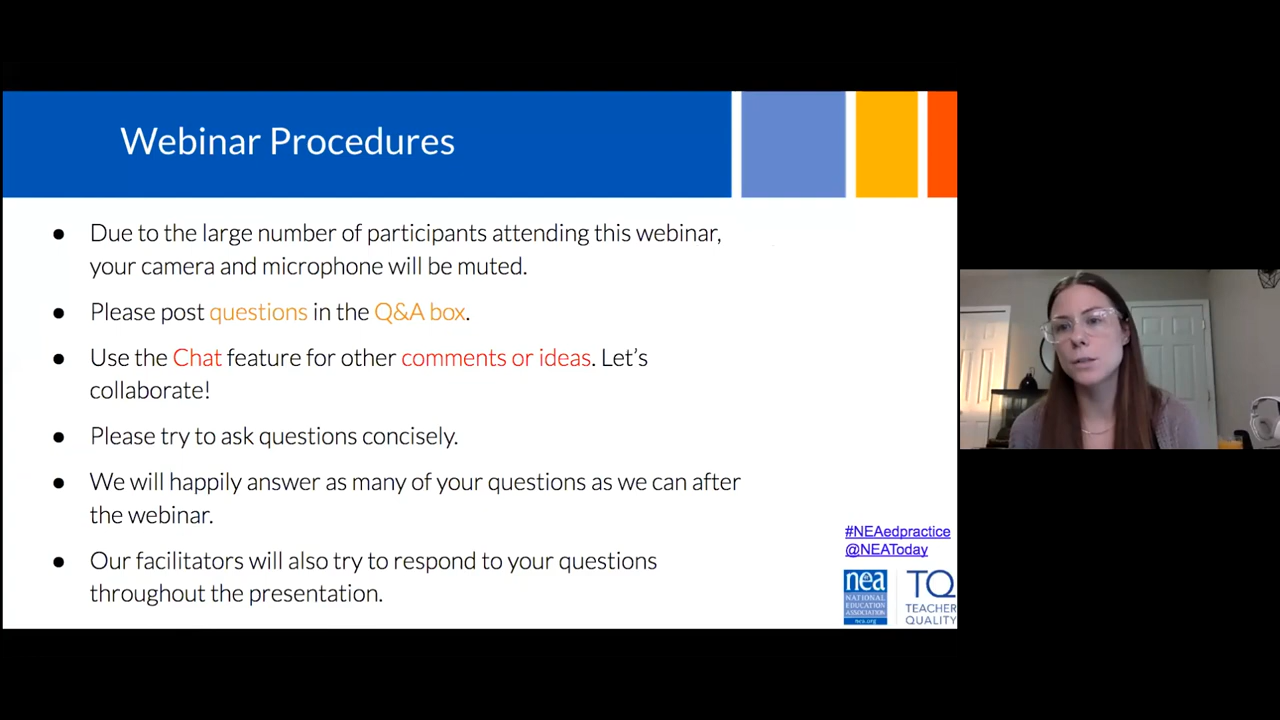 Webinar Procedures
● Due to the large number of participants attending this webinar,
your camera and microphone will be muted.
● Please post questions in the Q&A box.
● Use the Chat feature for other comments or ideas. Let’s
collaborate!
● Please try to ask questions concisely.
● We will happily answer as many of your questions as we can after
the webinar.
● Our facilitators will also try to respond to your questions
throughout the presentation.
#NEAedpractice
@NEAToday
nea
NATIONAL
EDUCATION
ASSOCIATION
nea.org
TQ
TEACHER
QUALITY